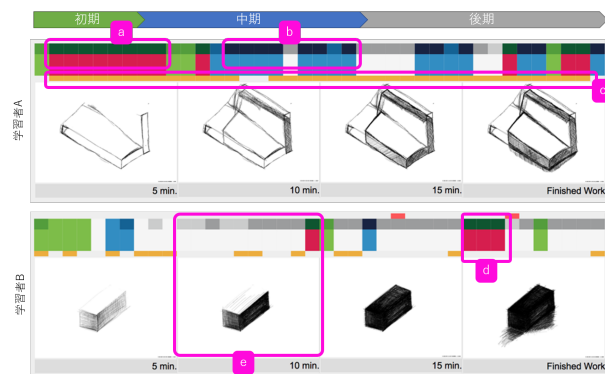 初期
中期
後期
a
b
c
学習者A
5 min.
10 min.
15 min.
Finished Work
d
学習者B
e
5 min.
10 min.
15 min.
Finished Work